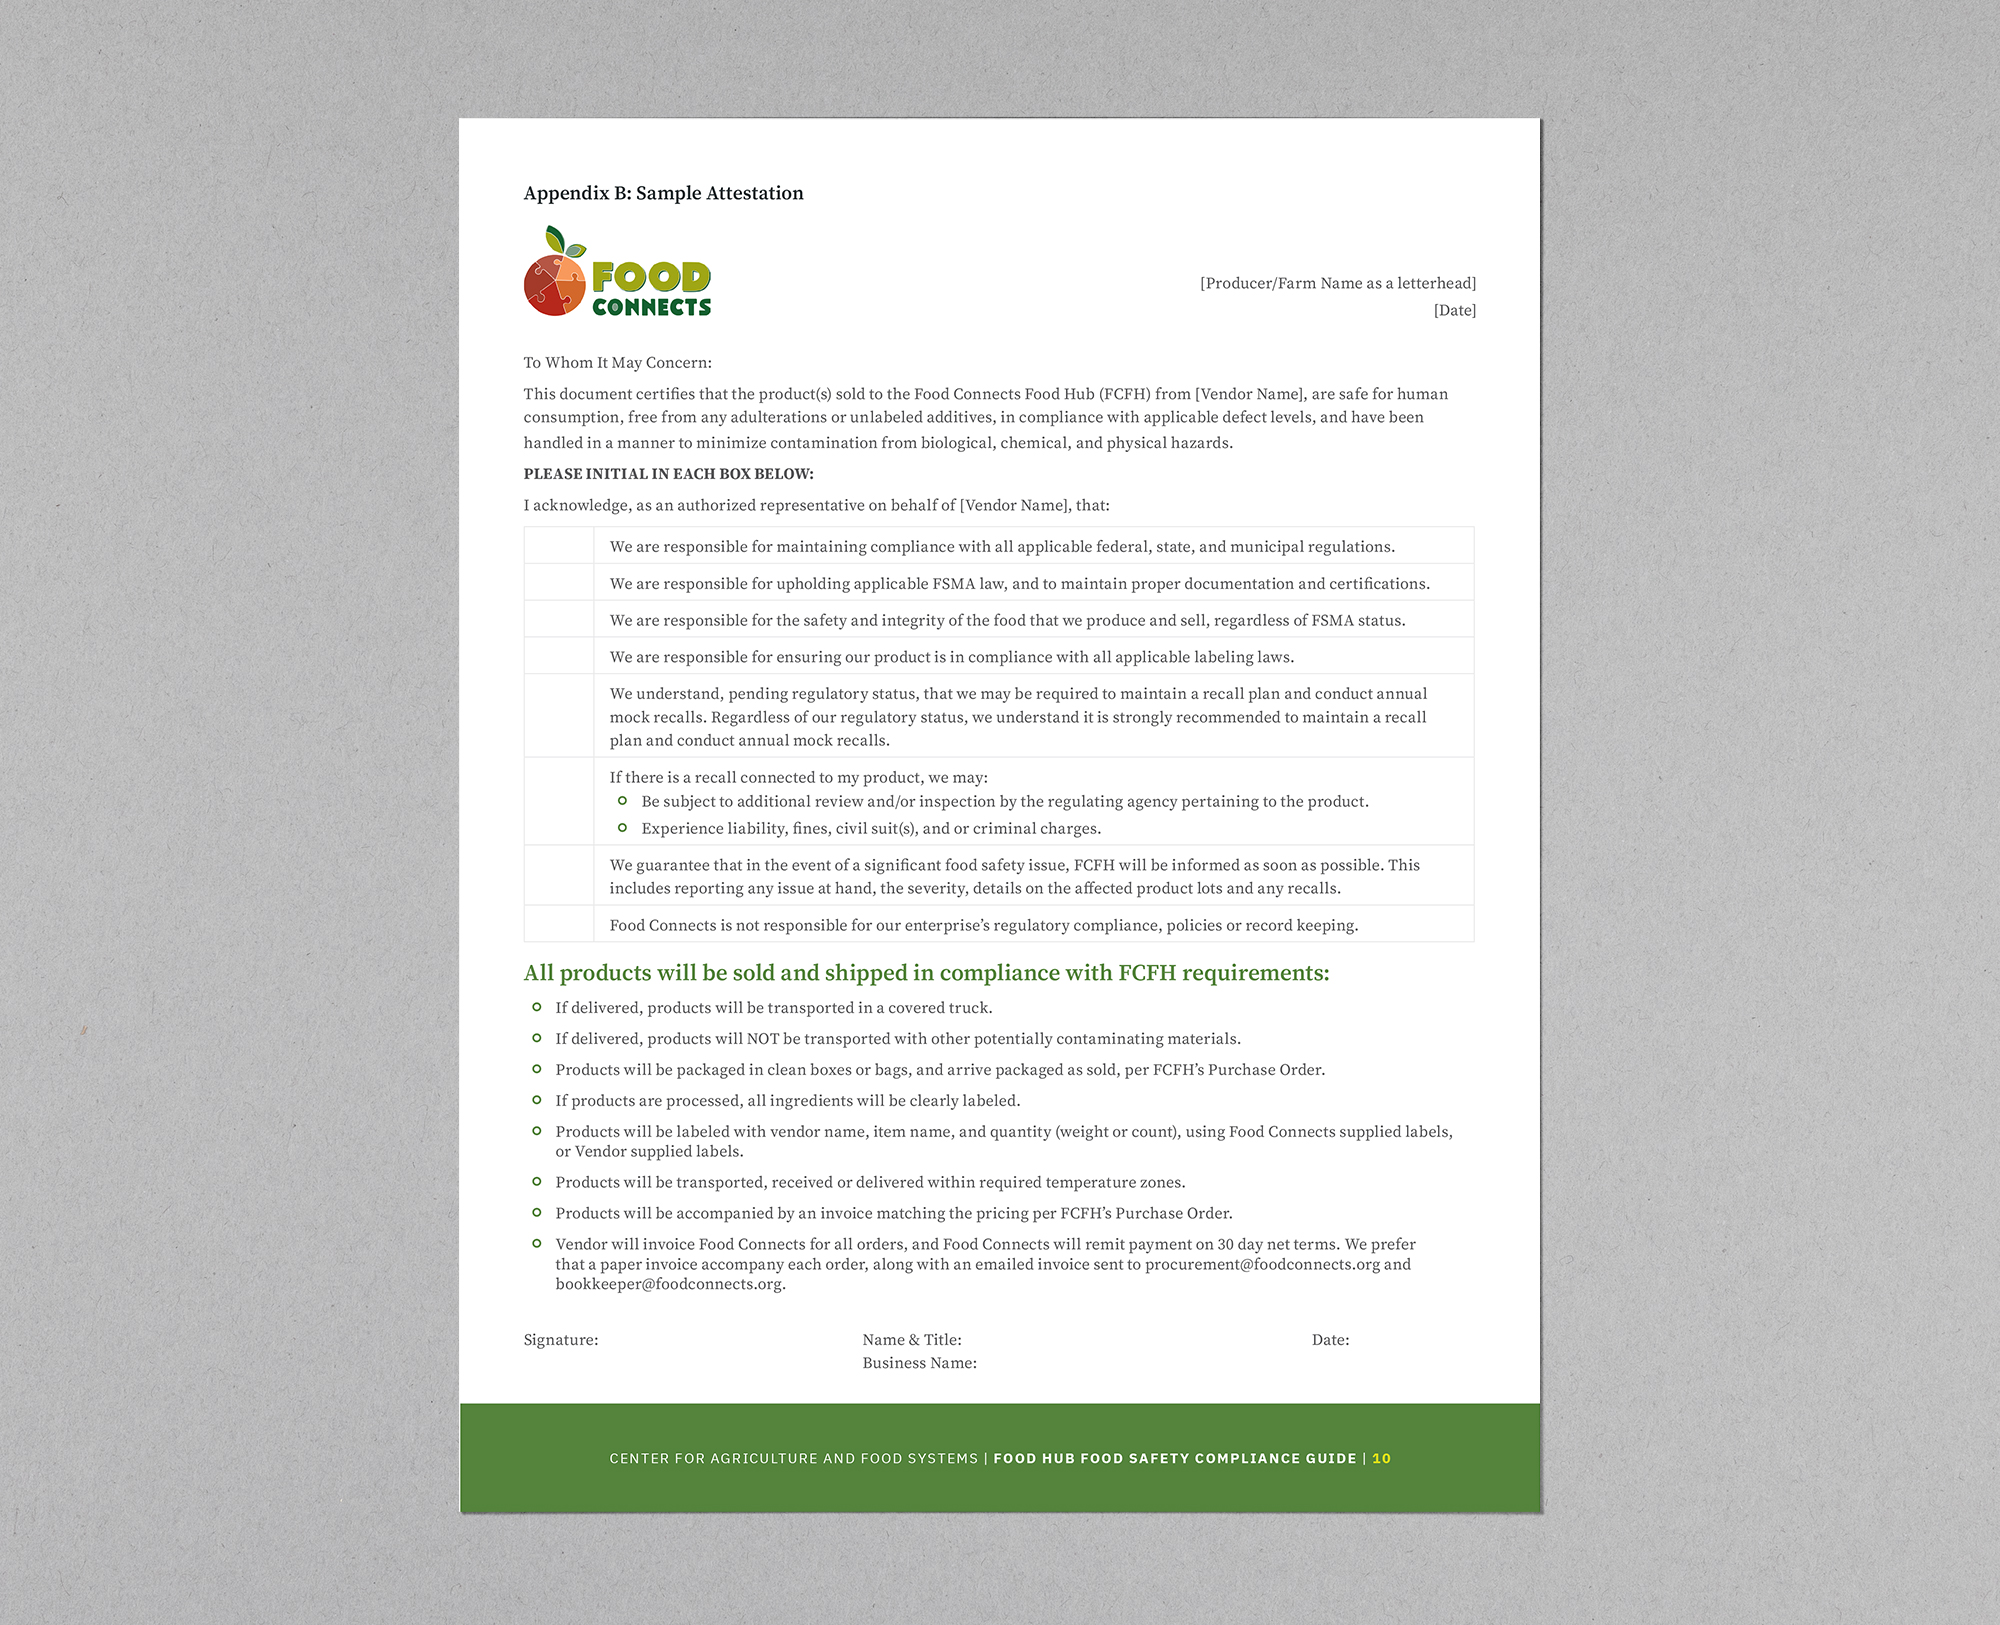 Appendix B: Sample Attestation
FOOD
CONNECTS
[Producer/Farm Name as a letterhead]
[Date]
To Whom It May Concern:
This document certifies that the product(s) sold to the Food Connects Food Hub (FCFH) from [Vendor Name], are safe for human
consumption, free from any adulterations or unlabeled additives, in compliance with applicable defect levels, and have been
handled in a manner to minimize contamination from biological, chemical, and physical hazards.
PLEASE INITIAL IN EACH BOX BELOW:
I acknowledge, as an authorized representative on behalf of [Vendor Name], that:
We are responsible for maintaining compliance with all applicable federal, state, and municipal regulations.
We are responsible for upholding applicable FSMA law, and to maintain proper documentation and certifications.
We are responsible for the safety and integrity of the food that we produce and sell, regardless of FSMA status.
We are responsible for ensuring our product is in compliance with all applicable labeling laws.
We understand, pending regulatory status, that we may be required to maintain a recall plan and conduct annual
mock recalls. Regardless of our regulatory status, we understand it is strongly recommended to maintain a recall
plan and conduct annual mock recalls.
If there is a recall connected to my product, we may:
Be subject to additional review and/or inspection by the regulating agency pertaining to the product.
Experience liability, fines, civil suit(s), and or criminal charges.
We guarantee that in the event of a significant food safety issue, FCFH will be informed as soon as possible. This
includes reporting any issue at hand, the severity, details on the affected product lots and any recalls.
Food Connects is not responsible for our enterprise’s regulatory compliance, policies or record keeping.
All products will be sold and shipped in compliance with FCFH requirements:
If delivered, products will be transported in a covered truck.
If delivered, products will NOT be transported with other potentially contaminating materials.
Products will be packaged in clean boxes or bags, and arrive packaged as sold, per FCFH’s Purchase Order.
If products are processed, all ingredients will be clearly labeled.
Products will be labeled with vendor name, item name, and quantity (weight or count), using Food Connects supplied labels,
or Vendor supplied labels.
Products will be transported, received or delivered within required temperature zones.
Products will be accompanied by an invoice matching the pricing per FCFH’s Purchase Order.
Vendor will invoice Food Connects for all orders, and Food Connects will remit payment on 30 day net terms. We prefer
that a paper invoice accompany each order, along with an emailed invoice sent to procurement@foodconnects.org and
bookkeeper@foodconnects.org.
Signature:
Name & Title:
Date:
Business Name:
CENTER FOR AGRICULTURE AND FOOD SYSTEMS | FOOD HUB FOOD SAFETY COMPLIANCE GUIDE | 10